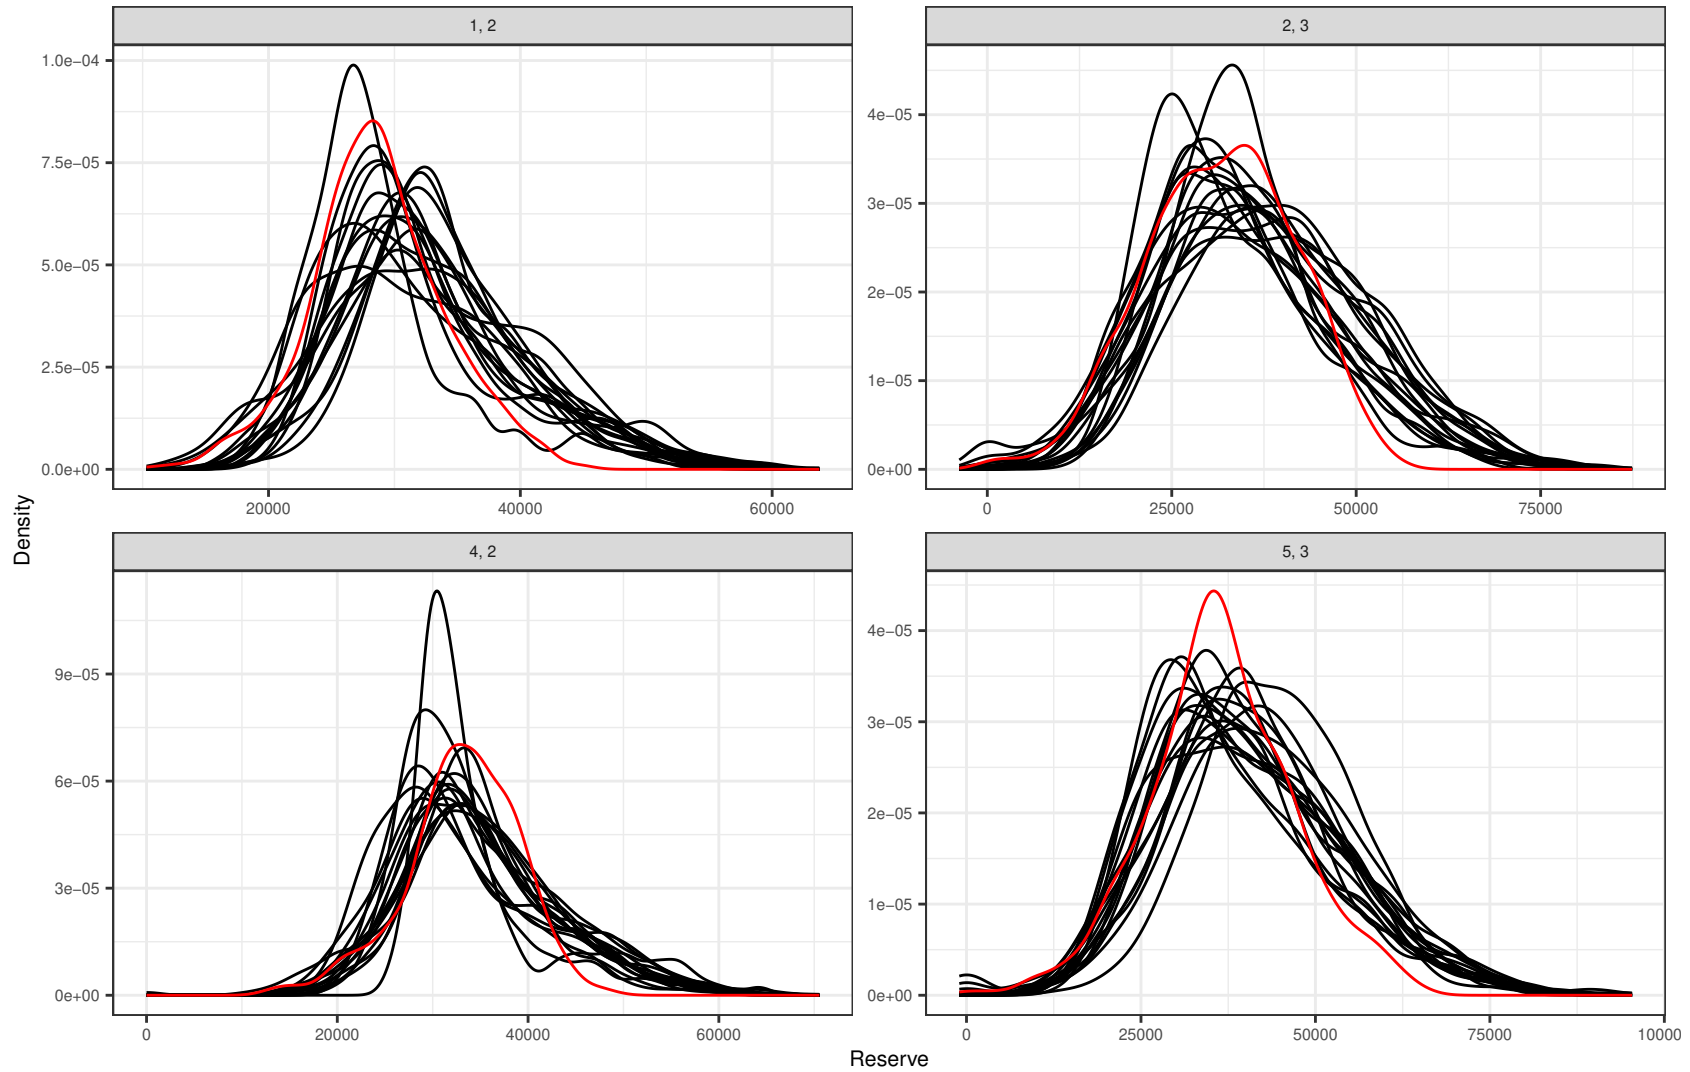 1, 2
2, 3
1.0e−04
7.5e−05
5.0e−05
2.5e−05
0.0e+00
20000 40000 60000
4e−05
3e−05
2e−05
1e−05
0e+00
0 25000 50000 75000
4, 2
5, 3
9e−05
6e−05
3e−05
0e+00
0 20000 40000 60000
4e−05
3e−05
2e−05
1e−05
0e+00
0 25000 50000 75000 10000
Density
Reserve